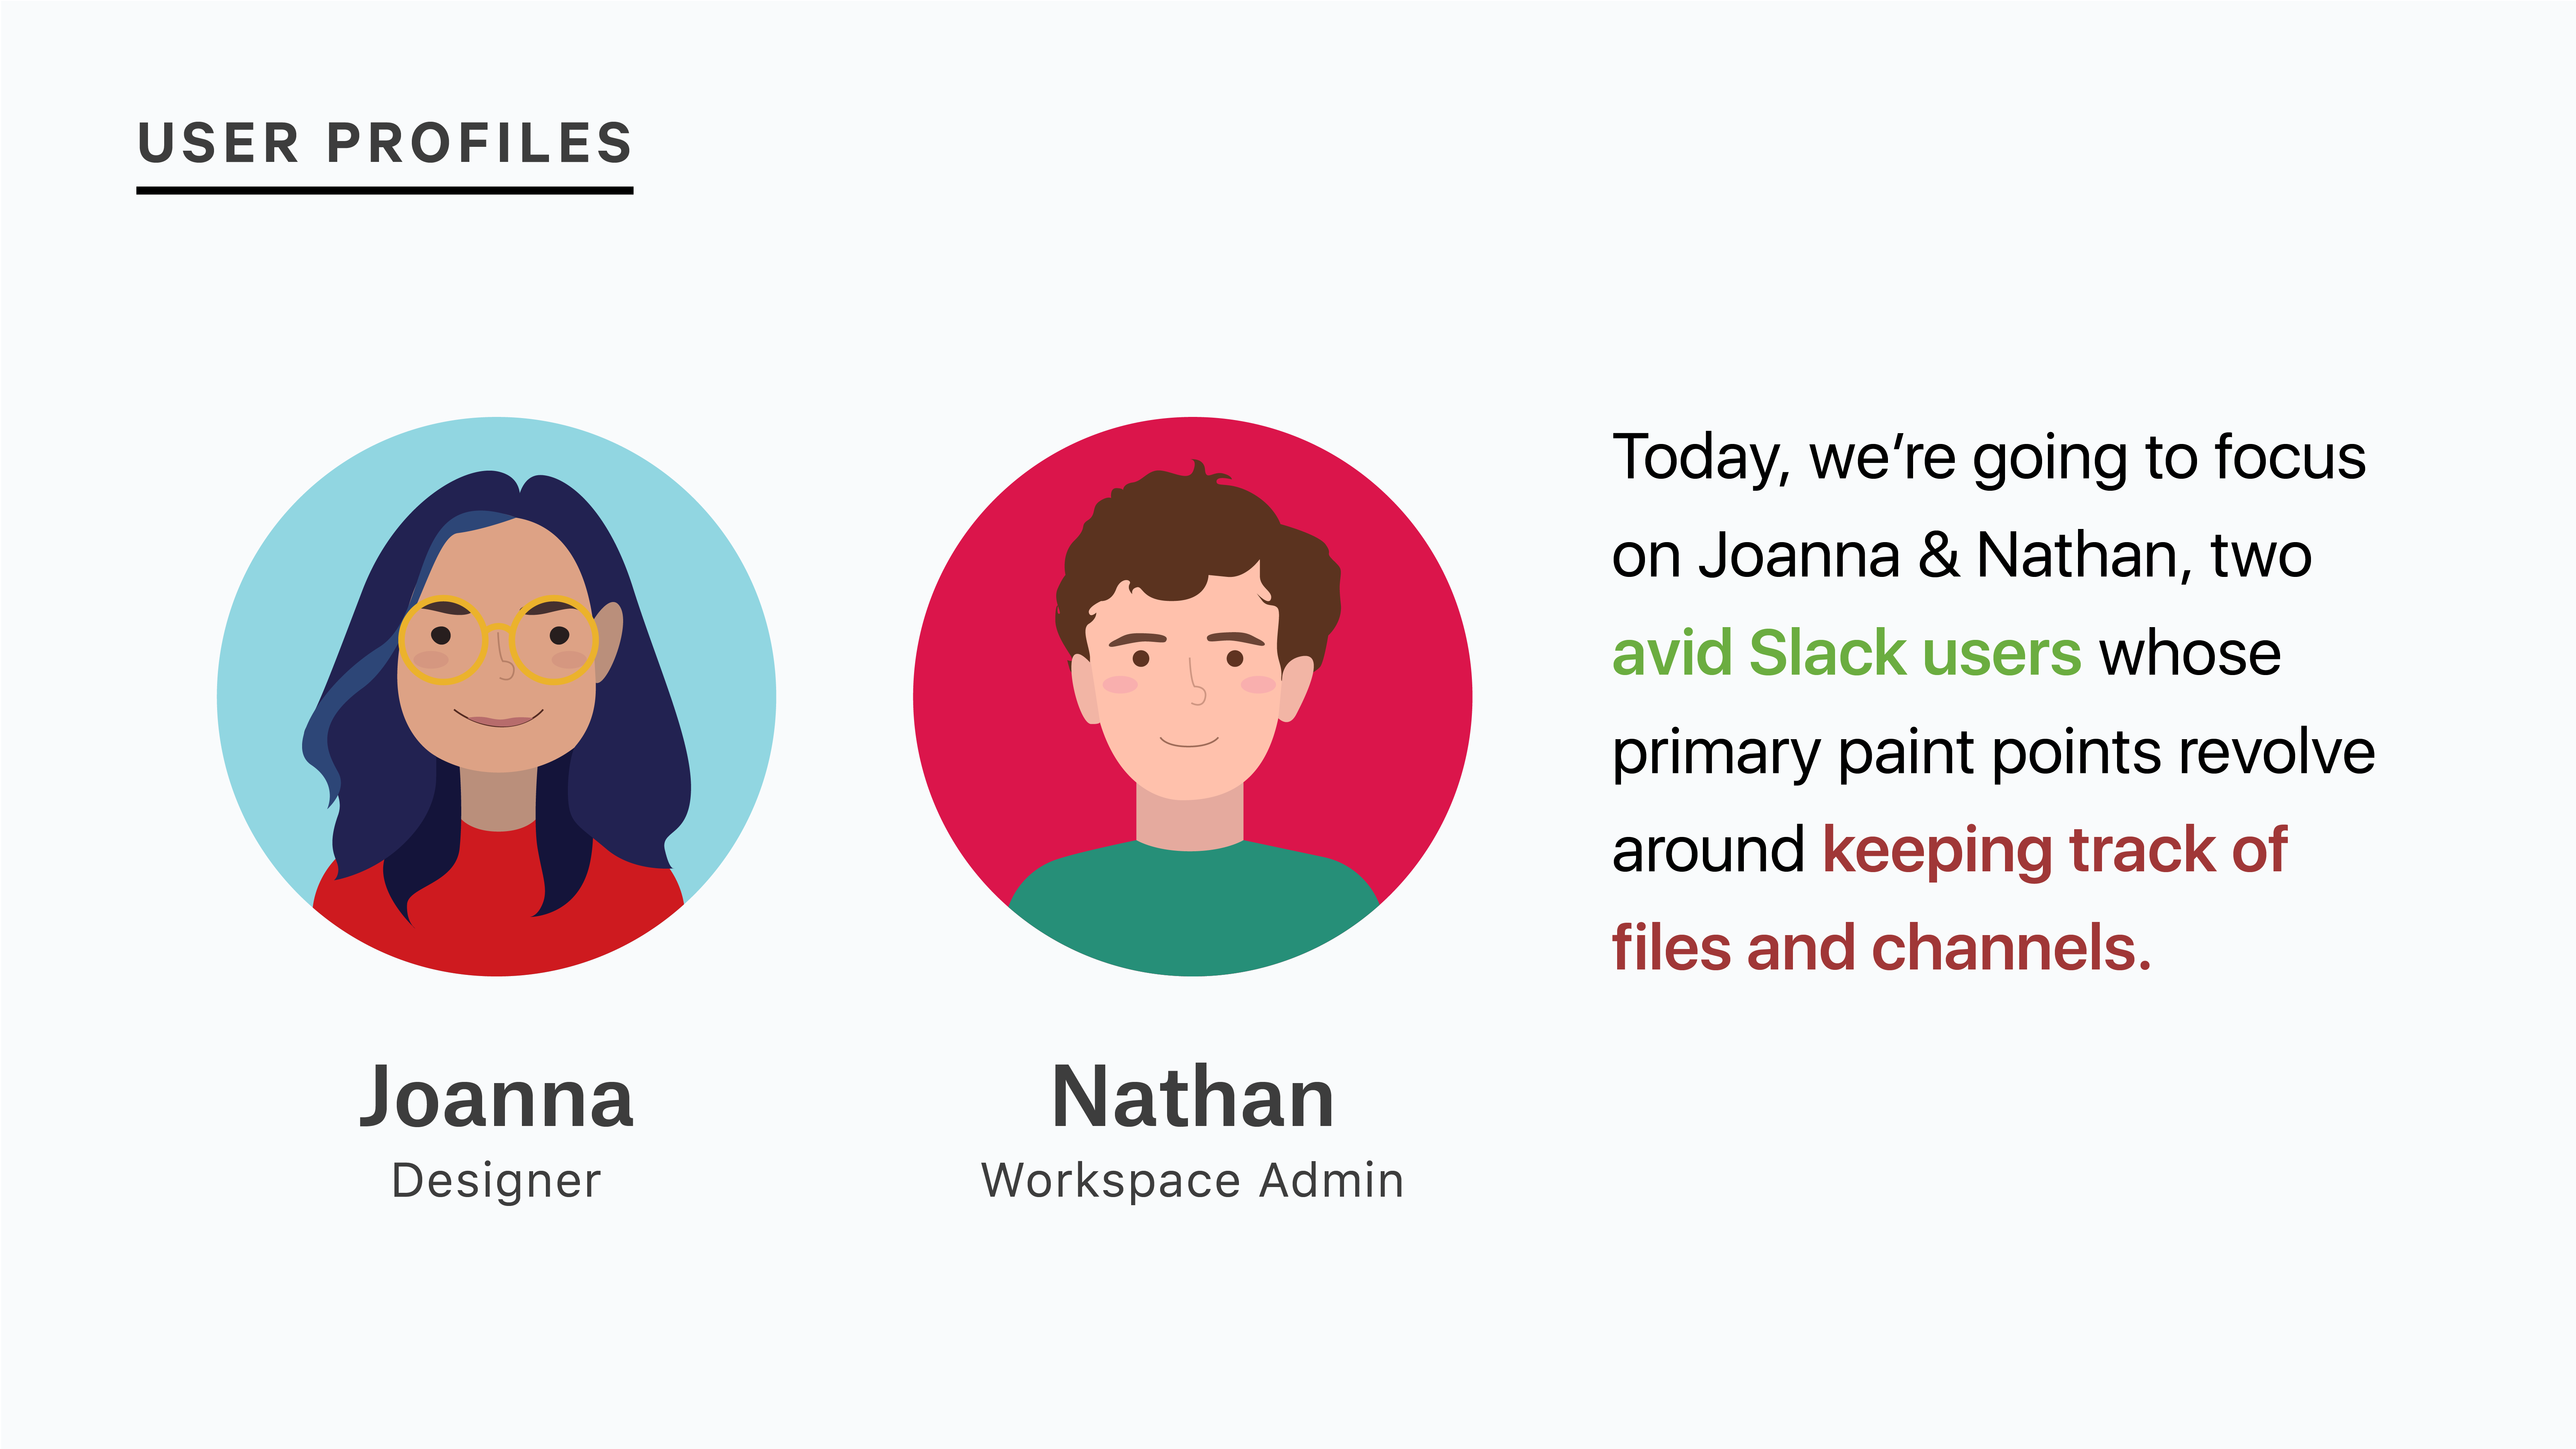 USER PROFILES
Today, we're going to focus
on Joanna & Nathan, two
avid Slack users whose
primary paint points revolve
around keeping track of
files and channels.
Joanna
Designer
Nathan
Workspace Admin